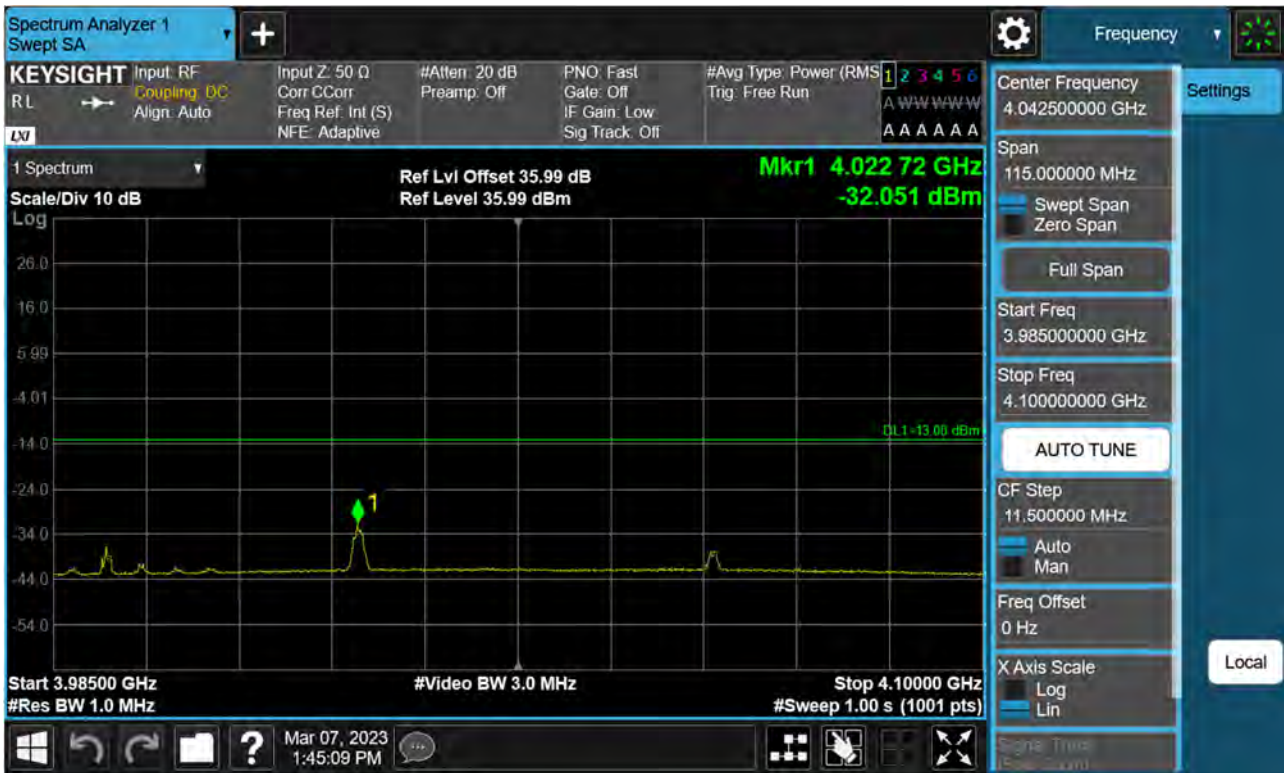 Spectrum Analyzer 1
Swept SA
Frequency
KEYSIGHT
RL
LXI
Input: RF
Coupling: DC
Align: Auto
Input Z: 50 Ω
Corr CCorr
Freq Ref: Int (S)
NFE: Adaptive
#Atten: 20 dB
Preamp: Off
PNO: Fast
Gate: Off
IF Gain: Low
Sig Track: Off
#Avg Type: Power (RMS
Trig: Free Run
1 2 3 4 5 6
A W W W W W
A A A A A A
1 Spectrum
Scale/Div 10 dB
Log
Ref Lvl Offset 35.99 dB
Ref Level 35.99 dBm
Mkr1 4.022 72 GHz
-32.051 dBm
26.0
16.0
5.99
-4.01
-14.0
-24.0
-34.0
-44.0
-54.0
DL1 -13.00 dBm
1
Start 3.98500 GHz
#Res BW 1.0 MHz
#Video BW 3.0 MHz
Stop 4.10000 GHz
#Sweep 1.00 s (1001 pts)
Mar 07, 2023
1:45:09 PM
Center Frequency
4.042500000 GHz
Span
115.000000 MHz
Swept Span
Zero Span
Full Span
Start Freq
3.985000000 GHz
Stop Freq
4.100000000 GHz
AUTO TUNE
CF Step
11.500000 MHz
Auto
Man
Freq Offset
0 Hz
X Axis Scale
Log
Lin
Signal Track
(Span Zoom)
Settings
Local